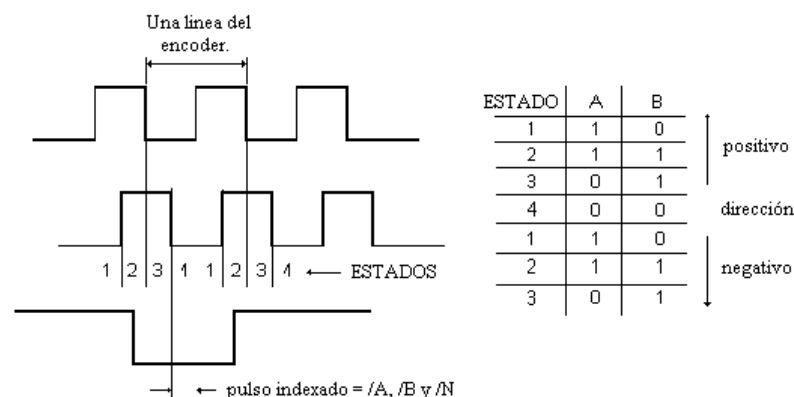 Una linea del
encoder.
1 2 3 4 1 2 3 4 ← ESTADOS
pulso indexado = /A, /B y /N
ESTADO A B
1 1 0
2 1 1
3 0 1
4 0 0
1 1 0
2 1 1
3 0 1
positivo
dirección
negativo